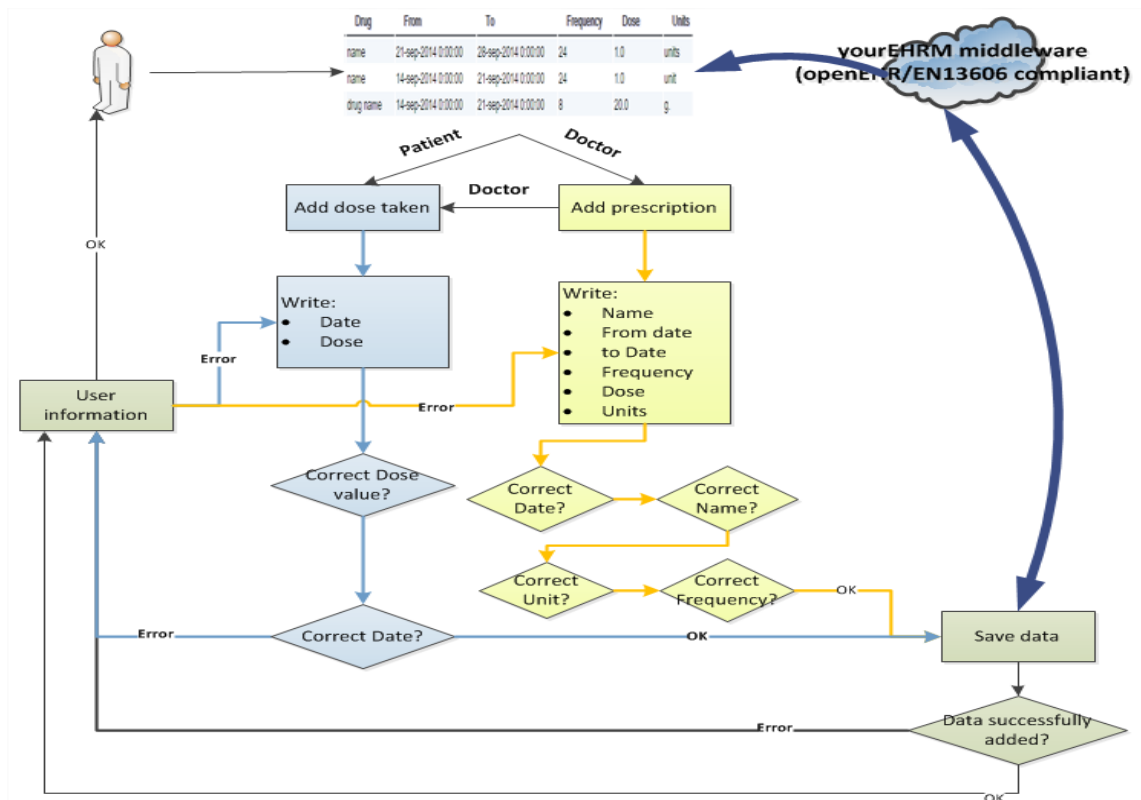 Drug From To Frequency Dose Units
name 21-sep-2014 0:00:00 28-sep-2014 0:00:00 24 1.0 units
name 14-sep-2014 0:00:00 21-sep-2014 0:00:00 24 1.0 unit
drug name 14-sep-2014 0:00:00 21-sep-2014 0:00:00 8 20.0 g.
yourEHRM middleware
(openEHR/EN13606 compliant)
Patient
Doctor
Add dose taken
Doctor
Add prescription
OK
Write:
• Date
• Dose
Write:
• Name
• From date
• to Date
• Frequency
• Dose
• Units
Error
User
information
Error
Correct Dose
value?
Correct
Date?
Correct
Name?
Correct
Unit?
Correct
Frequency?
OK
Error
Correct Date?
OK
Save data
Error
Data successfully
added?
OK